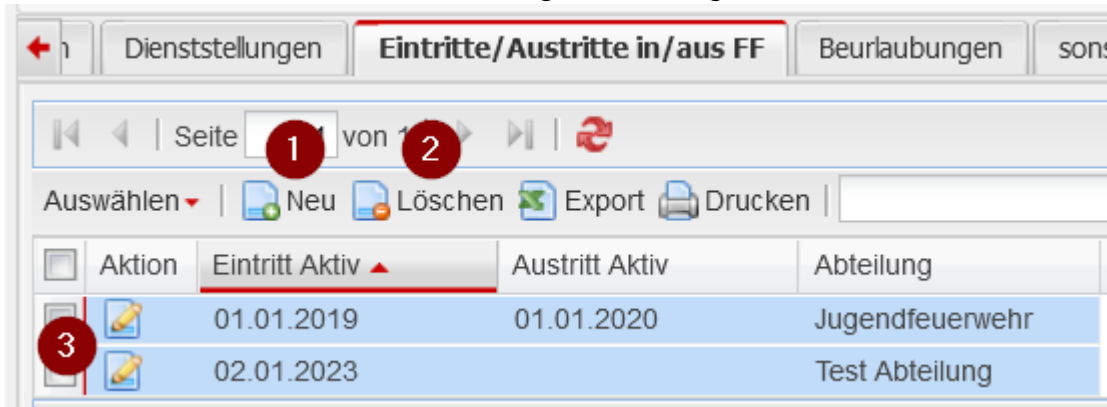 Dienststellungen Eintritte/Austritte in/aus FF Beurlaubungen
1 2
Seite von
Auswählen Neu Löschen Export Drucken
Aktion Eintritt Aktiv Austritt Aktiv Abteilung
01.01.2019 01.01.2020 Jugendfeuerwehr
3
02.01.2023 Test Abteilung